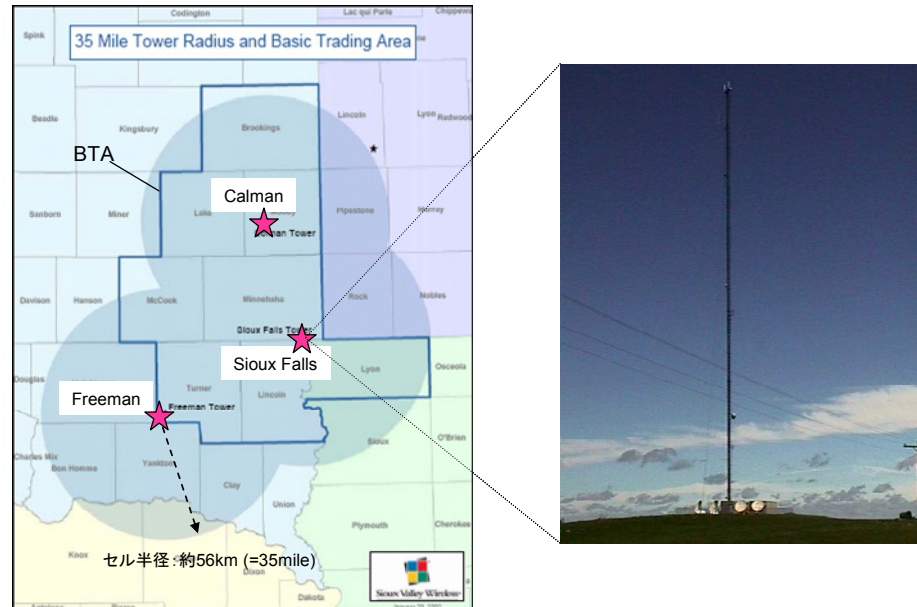 Codington
Lac qui Parle
Chippewa
Spink
35 Mile Tower Radius and Basic Trading Area
Beadle
Kingsbury
Brookings
Lincoln
Lyon
Redwood
BTA
Calman
Sanborn
Miner
Lake
Moody
Pipestone
Murray
Colman Tower
Davison
Hanson
McCook
Minnehaha
Rock
Nobles
Sioux Falls Tower
Sioux Falls
Lyon
Osceola
Douglas
Turner
Lincoln
Freeman
Freeman Tower
Sioux
O'Brien
Charles Mix
Bon Homme
Yankton
Clay
Union
Plymouth
Cherokee
Knox
セル半径:約56km (=35mile)
Dixon
Dakota
Sioux Valley Wireless